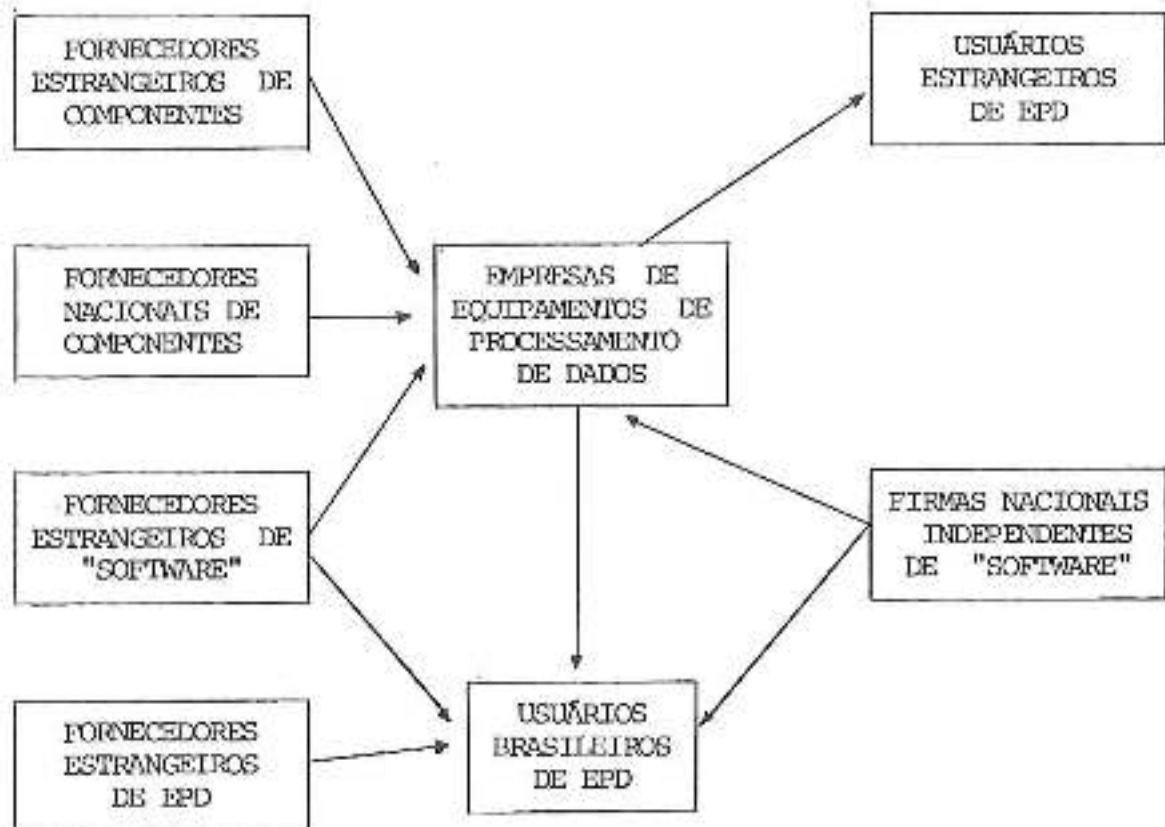 FORNECEDORES
ESTRANGEIROS DE
COMPONENTES
USUÁRIOS
ESTRANGEIROS
DE EPD
FORNECEDORES
NACIONAIS DE
COMPONENTES
EMPRESAS DE
EQUIPAMENTOS DE
PROCESSAMENTO
DE DADOS
FORNECEDORES
ESTRANGEIROS DE
"SOFTWARE"
FIRMAS NACIONAIS
INDEPENDENTES
DE "SOFTWARE"
FORNECEDORES
ESTRANGEIROS
DE EPD
USUÁRIOS
BRASILEIROS
DE EPD